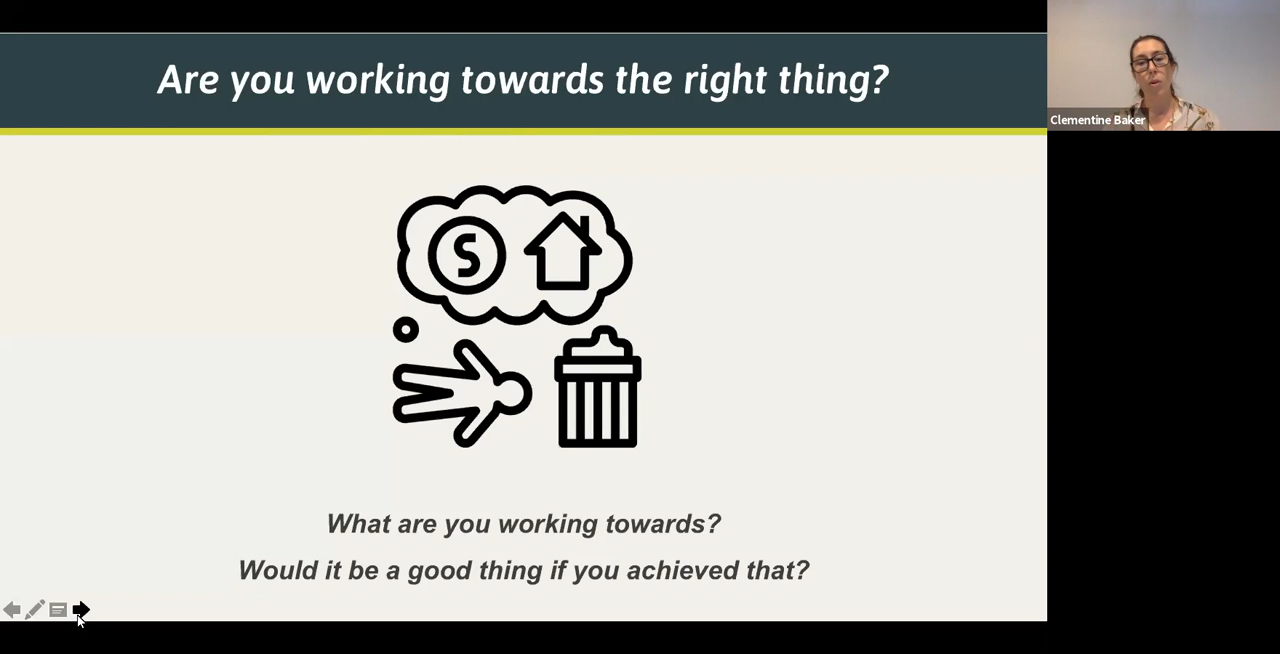 Are you working towards the right thing?
Clementine Baker
S
What are you working towards?
Would it be a good thing if you achieved that?